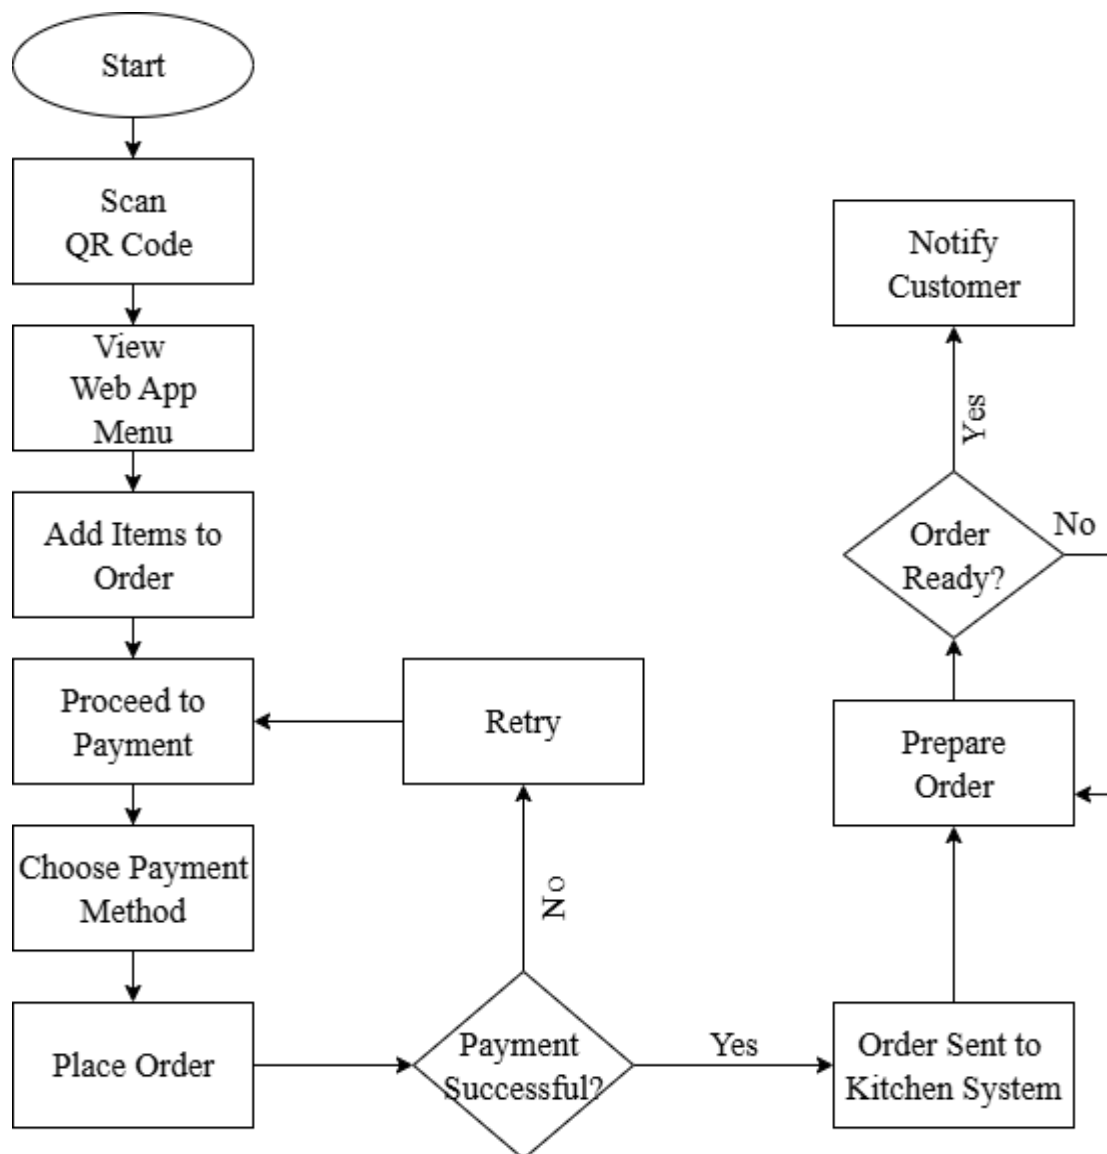 Start
Scan
QR Code
View
Web App
Menu
Add Items to
Order
Proceed to
Payment
Choose Payment
Method
Place Order
Retry
No
Payment
Successful?
Yes
Order Sent to
Kitchen System
Prepare
Order
Order
Ready?
No
Yes
Notify
Customer